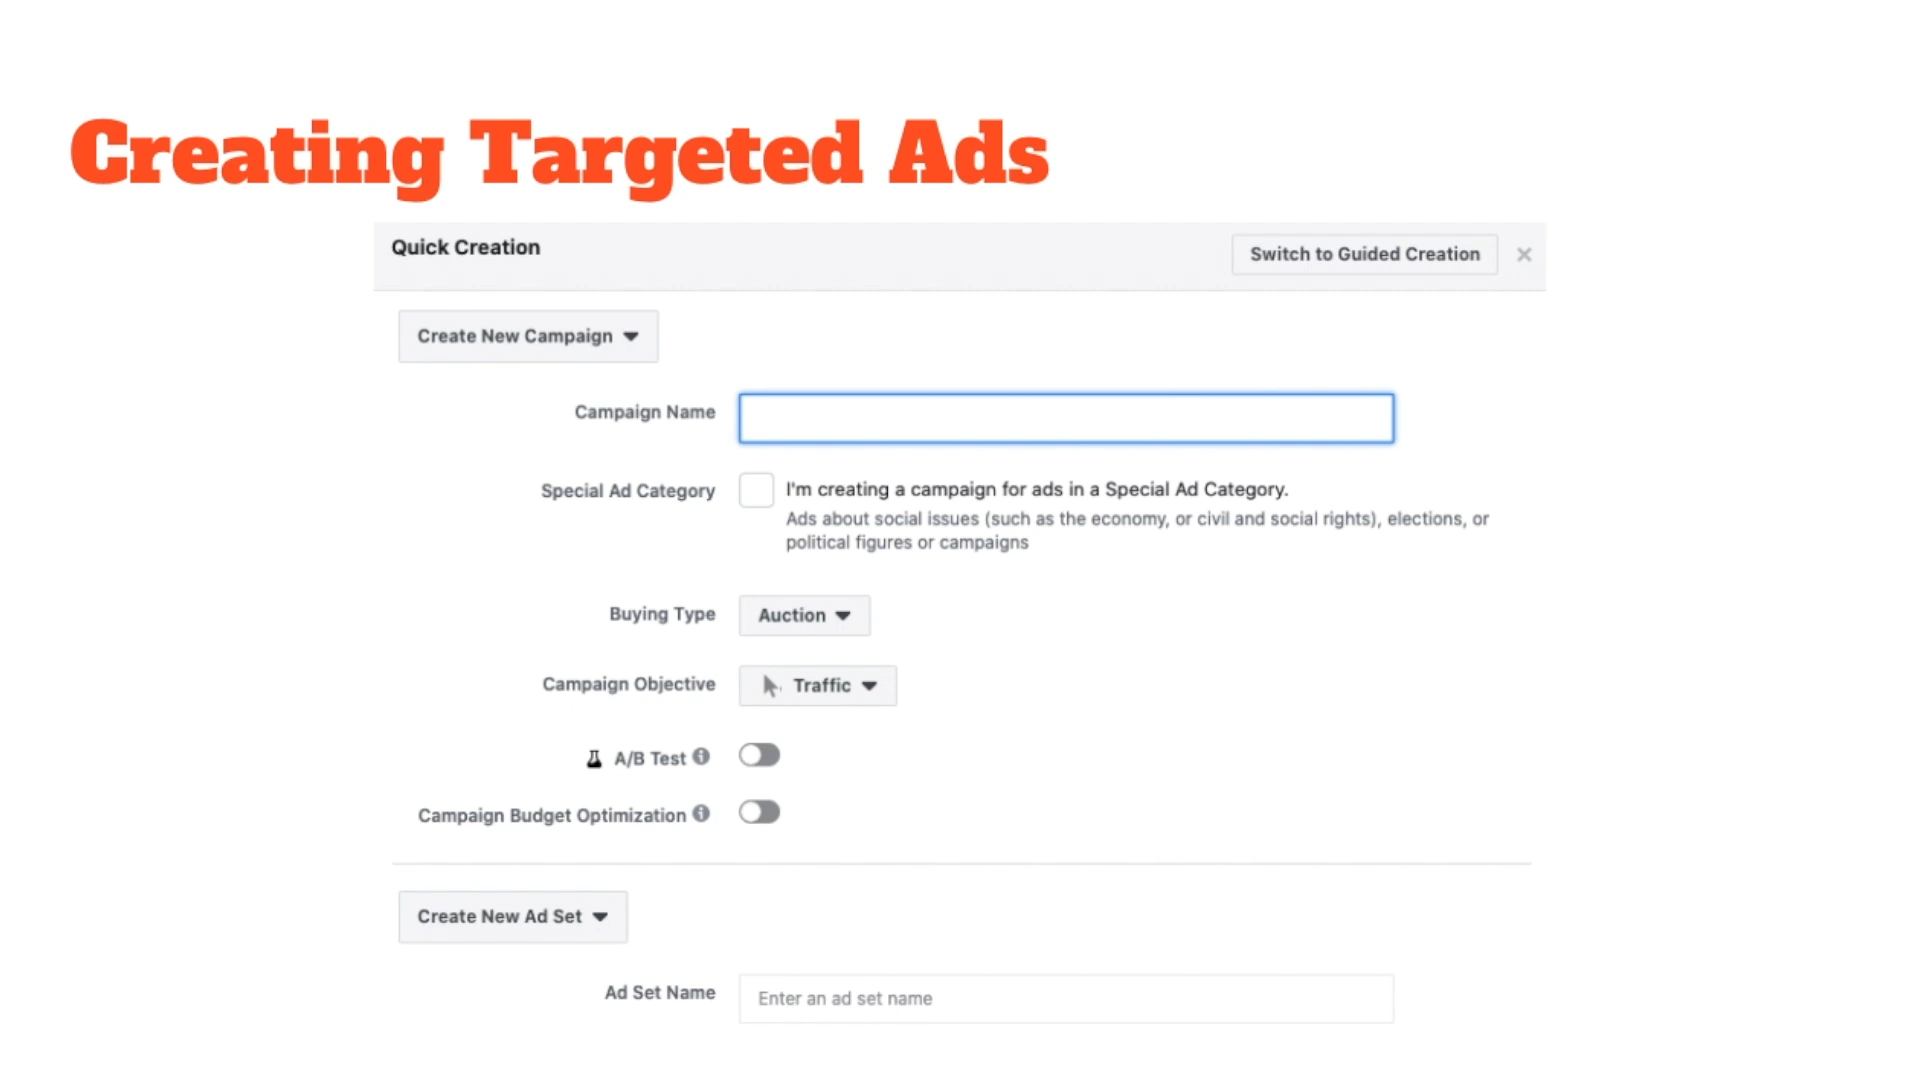 Creating Targeted Ads
Quick Creation
Switch to Guided Creation
Create New Campaign
Campaign Name
Special Ad Category
I'm creating a campaign for ads in a Special Ad Category.
Ads about social issues (such as the economy, or civil and social rights), elections, or
political figures or campaigns
Buying Type
Auction
Campaign Objective
Traffic
A/B Test
Campaign Budget Optimization
Create New Ad Set
Ad Set Name
Enter an ad set name